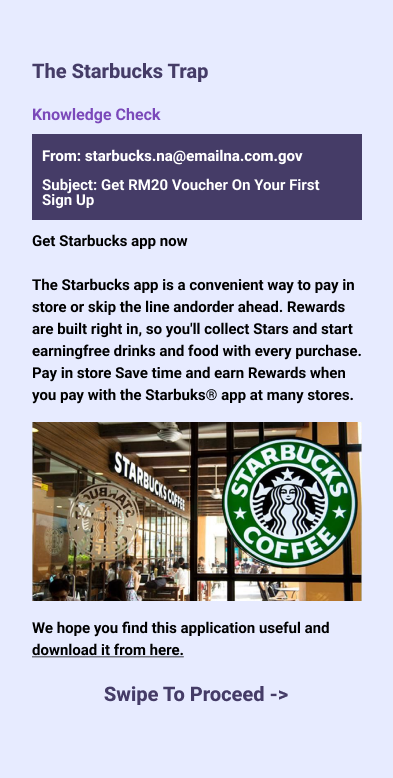 The Starbucks Trap
Knowledge Check
From: starbucks.na@emailna.com.gov
Subject: Get RM20 Voucher On Your First
Sign Up
Get Starbucks app now
The Starbucks app is a convenient way to pay in
store or skip the line andorder ahead. Rewards
are built right in, so you'll collect Stars and start
earningfree drinks and food with every purchase.
Pay in store Save time and earn Rewards when
you pay with the Starbuks® app at many stores.
STARBUCKS COFFEE
STARBUCKS
STARBUCKS
COFFEE
We hope you find this application useful and
download it from here.
Swipe To Proceed ->